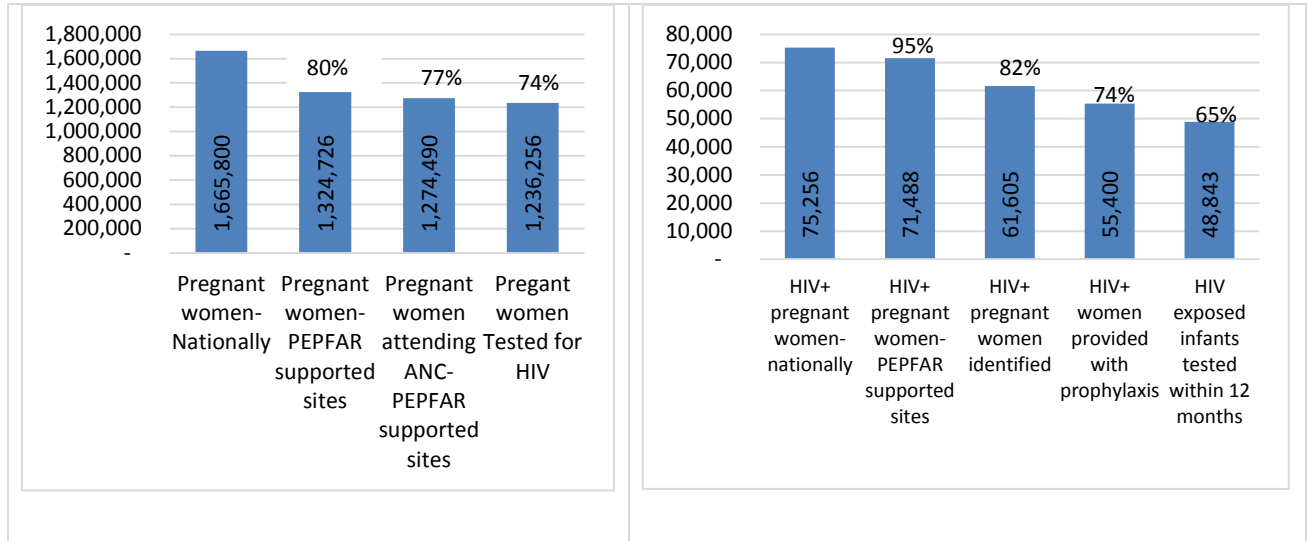 1,800,000
1,600,000
1,400,000
1,200,000
1,000,000
800,000
600,000
400,000
200,000
-
80%
77%
74%
1,665,800
1,324,726
1,274,490
1,236,256
Pregnant
women-
Nationally
Pregnant
women-
PEPFAR
supported
sites
Pregnant
women
attending
ANC-
PEPFAR
supported
sites
Pregant
women
Tested for
HIV
80,000
70,000
60,000
50,000
40,000
30,000
20,000
10,000
-
95%
82%
74%
65%
75,256
71,488
61,605
55,400
48,843
HIV+
pregnant
women-
nationally
HIV+
pregnant
women-
PEPFAR
supported
sites
HIV+
pregnant
women
identified
HIV+
women
provided
with
prophylaxis
HIV
exposed
infants
tested
within 12
months